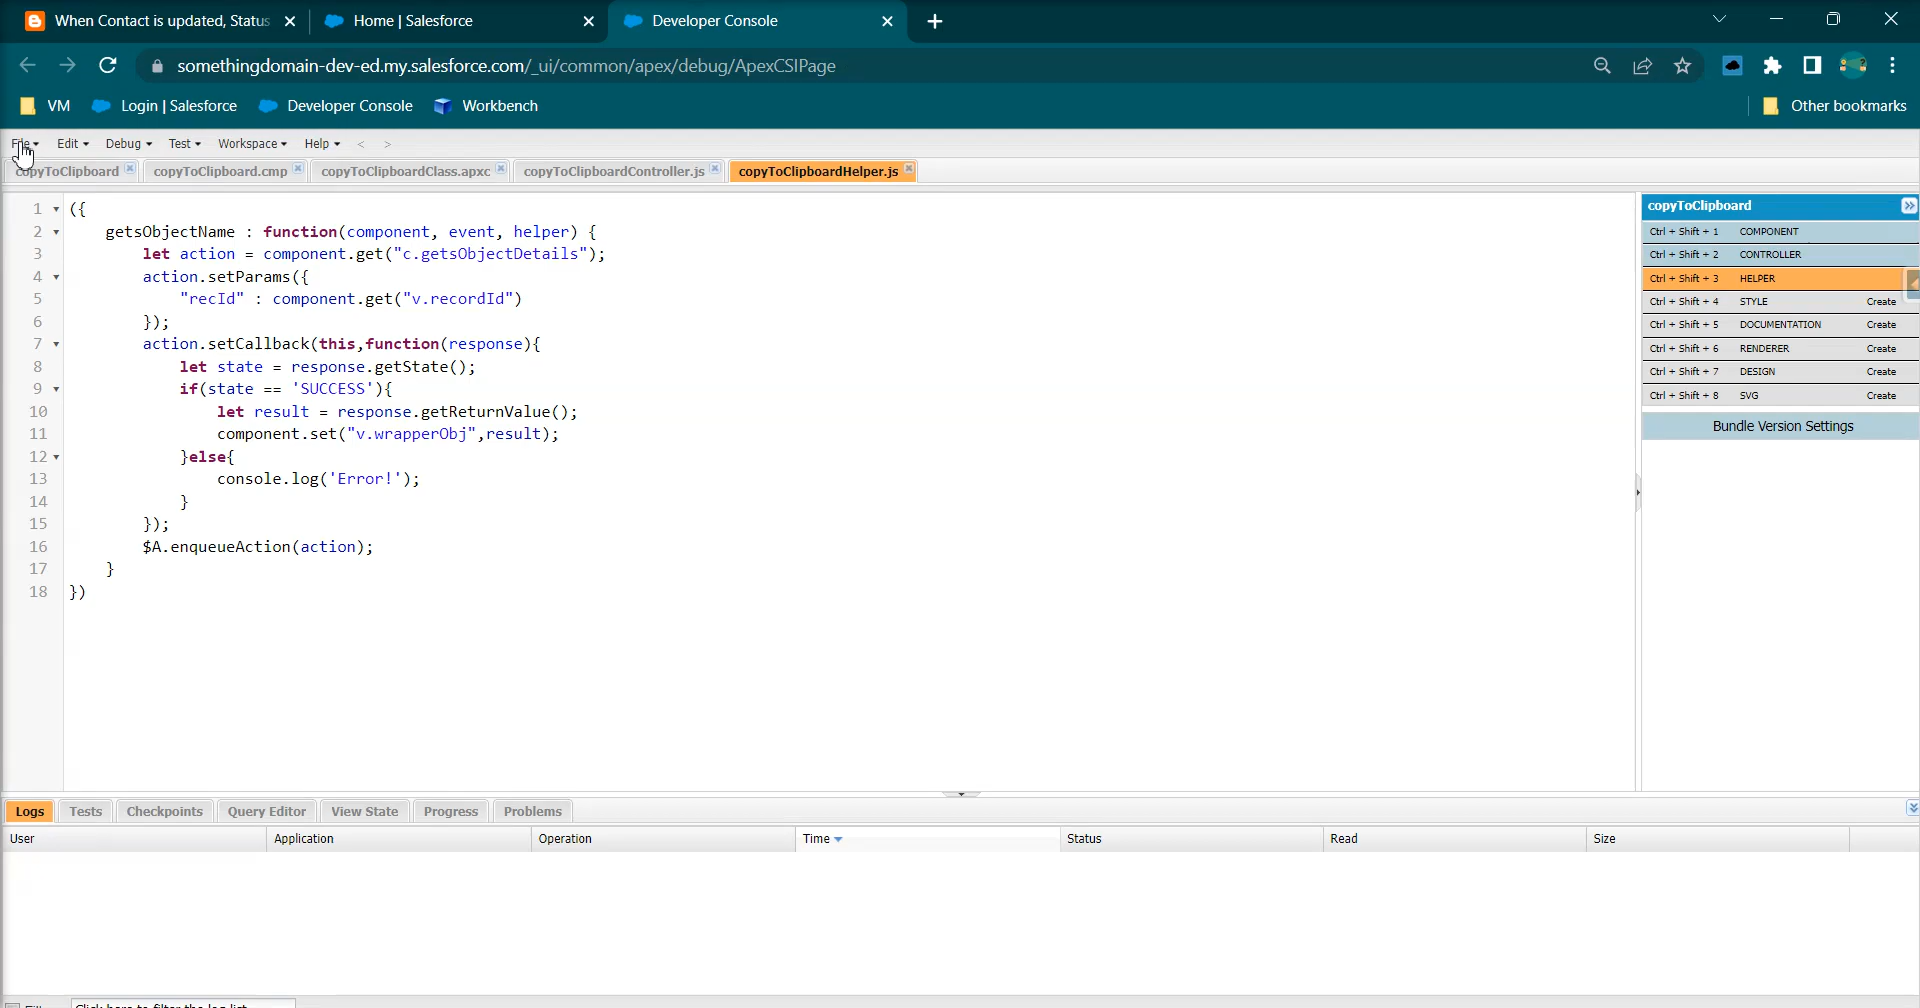 When Contact is updated, Status
Home | Salesforce
Developer Console
somethingdomain-dev-ed.my.salesforce.com/_ui/common/apex/debug/ApexCSIPage
VM
Login | Salesforce
Developer Console
Workbench
Other bookmarks
File
Edit
Debug
Test
Workspace
Help
<
>
copyToClipboard
copyToClipboard.cmp
copyToClipboardClass.apxc
copyToClipboardController.js
copyToClipboardHelper.js
1 ({
2 getsObjectName : function(component, event, helper) {
3 let action = component.get("c.getsObjectDetails");
4 action.setParams({
5 "recId" : component.get("v.recordId")
6 });
7 action.setCallback(this,function(response){
8 let state = response.getState();
9 if(state == 'SUCCESS'){
10 let result = response.getReturnValue();
11 component.set("v.wrapperObj",result);
12 }else{
13 console.log('Error!');
14 }
15 });
16 $A.enqueueAction(action);
17 }
18 })
copyToClipboard
Ctrl + Shift + 1 COMPONENT
Ctrl + Shift + 2 CONTROLLER
Ctrl + Shift + 3 HELPER
Ctrl + Shift + 4 STYLE Create
Ctrl + Shift + 5 DOCUMENTATION Create
Ctrl + Shift + 6 RENDERER Create
Ctrl + Shift + 7 DESIGN Create
Ctrl + Shift + 8 SVG Create
Bundle Version Settings
Logs
Tests
Checkpoints
Query Editor
View State
Progress
Problems
User
Application
Operation
Time
Status
Read
Size
Click here to filter the log list